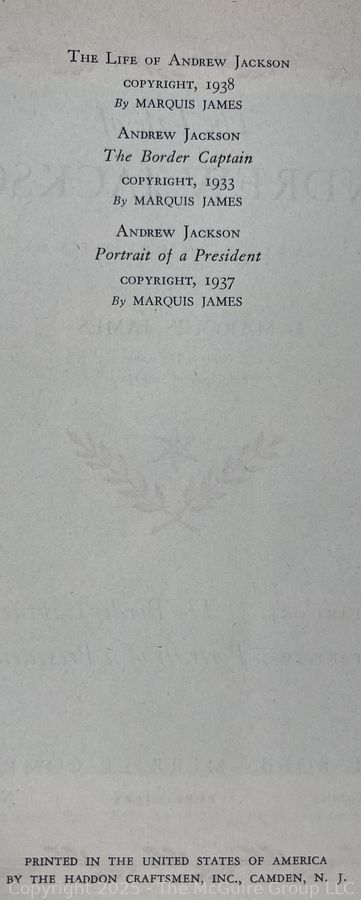 The Life of Andrew Jackson
COPYRIGHT, 1938
By MARQUIS JAMES
Andrew Jackson
The Border Captain
COPYRIGHT, 1933
By MARQUIS JAMES
Andrew Jackson
Portrait of a President
COPYRIGHT, 1937
By MARQUIS JAMES
PRINTED IN THE UNITED STATES OF AMERICA
BY THE HADDON CRAFTSMEN, INC., CAMDEN, N. J.
Copyright 2025 - The McGuire Group LLC